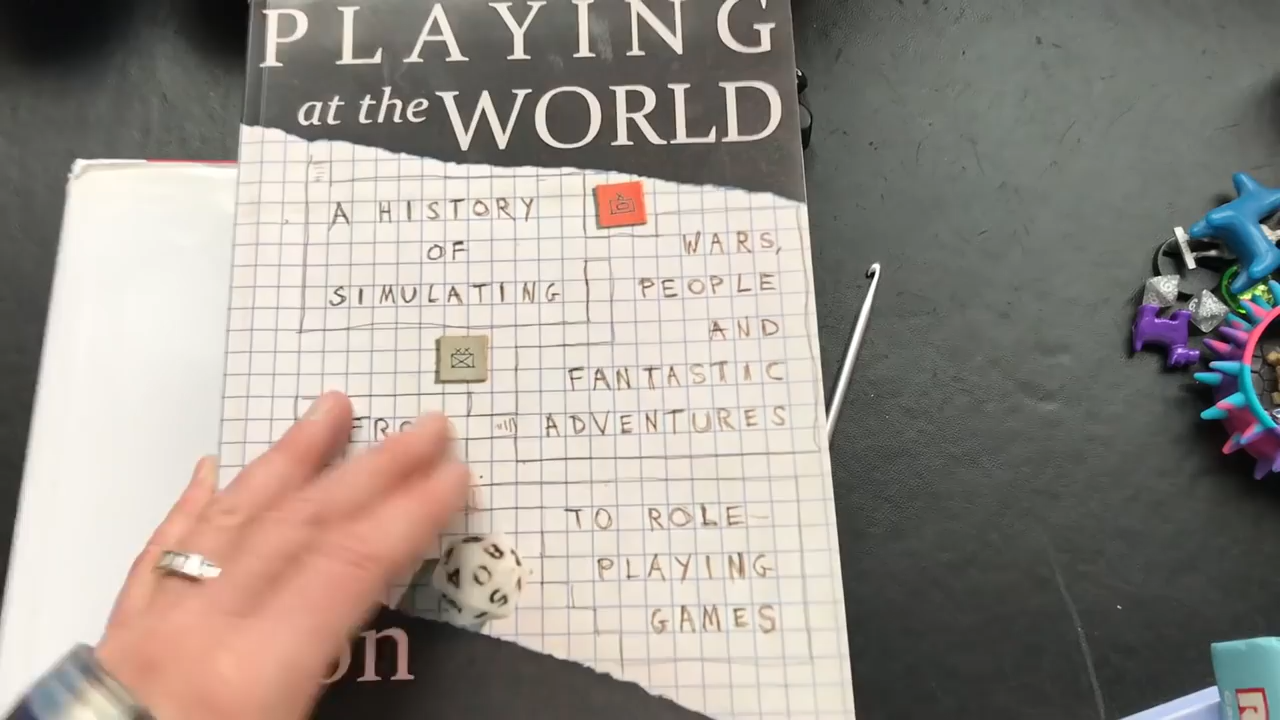 PLAYING
at the WORLD
A HISTORY
OF
SIMULATING
WARS,
PEOPLE
AND
FANTASTIC
ADVENTURES
TO ROLE-
PLAYING
GAMES